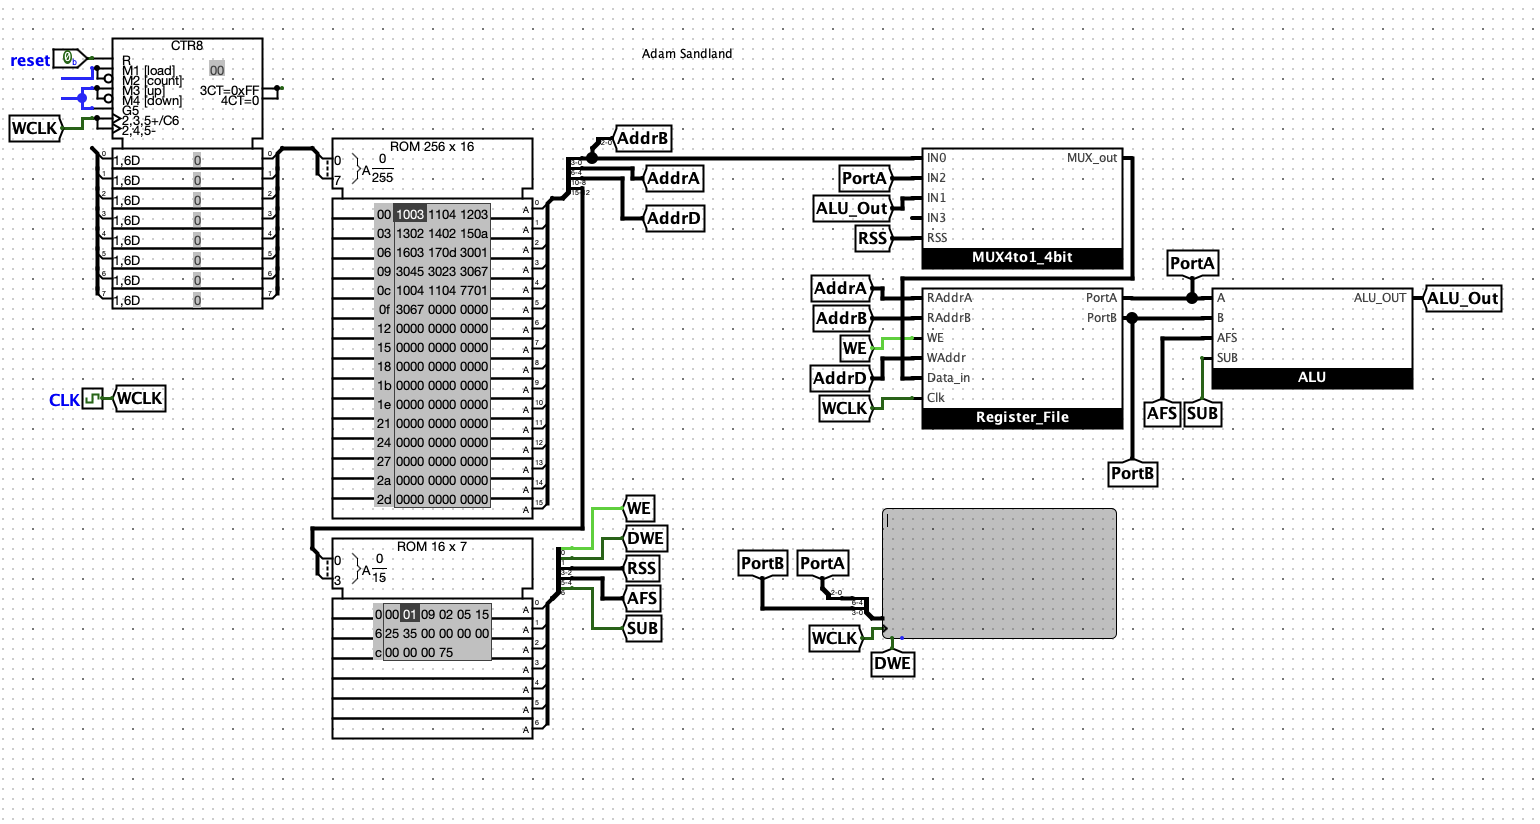 Adam Sandland
reset
0b
CTR8
R
M1 [load]
M2 [count]
M3 [up]
M4 [down]
G5
2,3,5+/C6
2,4,5-
00
3CT=0xFF
4CT=0
WCLK
1,6D 0
1,6D 0
1,6D 0
1,6D 0
1,6D 0
1,6D 0
1,6D 0
1,6D 0
CLK
WCLK
ROM 256 x 16
0
7
A 0
255
00 1003 1104 1203
03 1302 1402 150a
06 1603 170d 3001
09 3045 3023 3067
0c 1004 1104 7701
0f 3067 0000 0000
12 0000 0000 0000
15 0000 0000 0000
18 0000 0000 0000
1b 0000 0000 0000
1e 0000 0000 0000
21 0000 0000 0000
24 0000 0000 0000
27 0000 0000 0000
2a 0000 0000 0000
2d 0000 0000 0000
ROM 16 x 7
0
3
A 0
15
0 00 01 09 02 05 15
6 25 35 00 00 00 00
c 00 00 00 75
AddrB
AddrA
AddrD
WE
DWE
RSS
AFS
SUB
PortA
ALU_Out
RSS
IN0
IN2
IN1
IN3
RSS
MUX_out
MUX4to1_4bit
AddrA
AddrB
WE
AddrD
WCLK
RAddrA
RAddrB
WE
WAddr
Data_in
Clk
PortA
PortB
Register_File
PortA
A
B
AFS
SUB
ALU_OUT
ALU
ALU_Out
AFS
SUB
PortB
PortB
PortA
2-0
WCLK
DWE